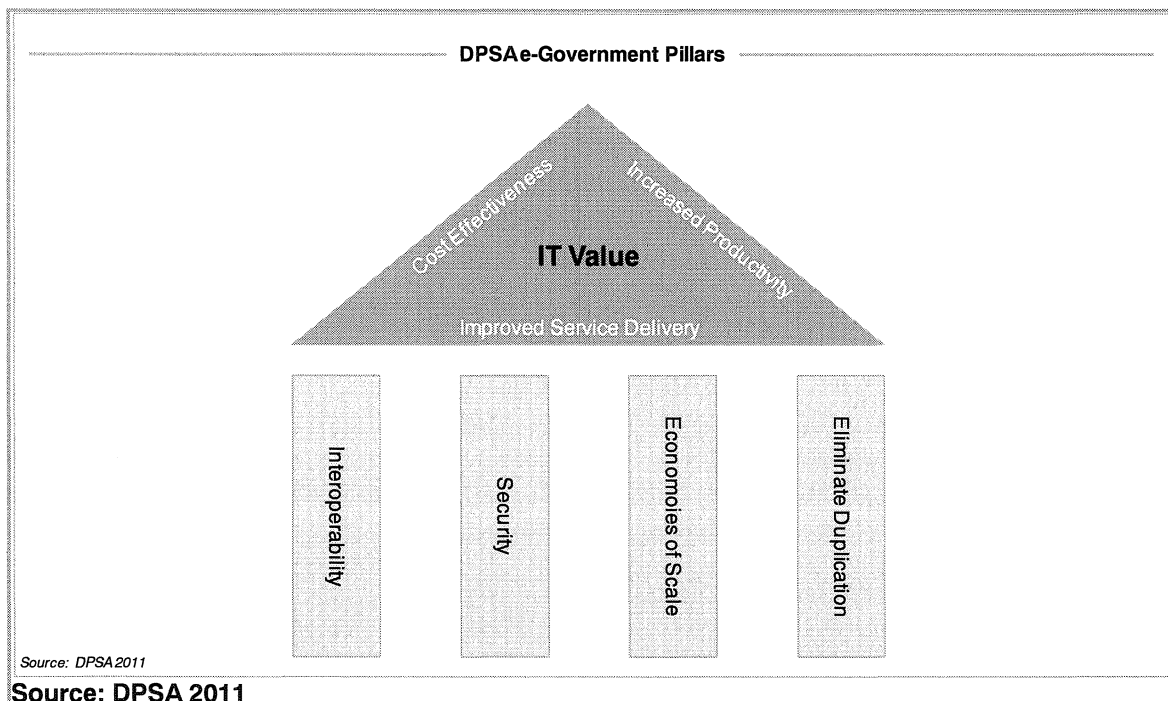 DPSA e-Government Pillars
Cost Effectiveness
Increased Productivity
IT Value
Improved Service Delivery
Interoperability
Security
Economoies of Scale
Eliminate Duplication
Source: DPSA 2011
Source: DPSA 2011